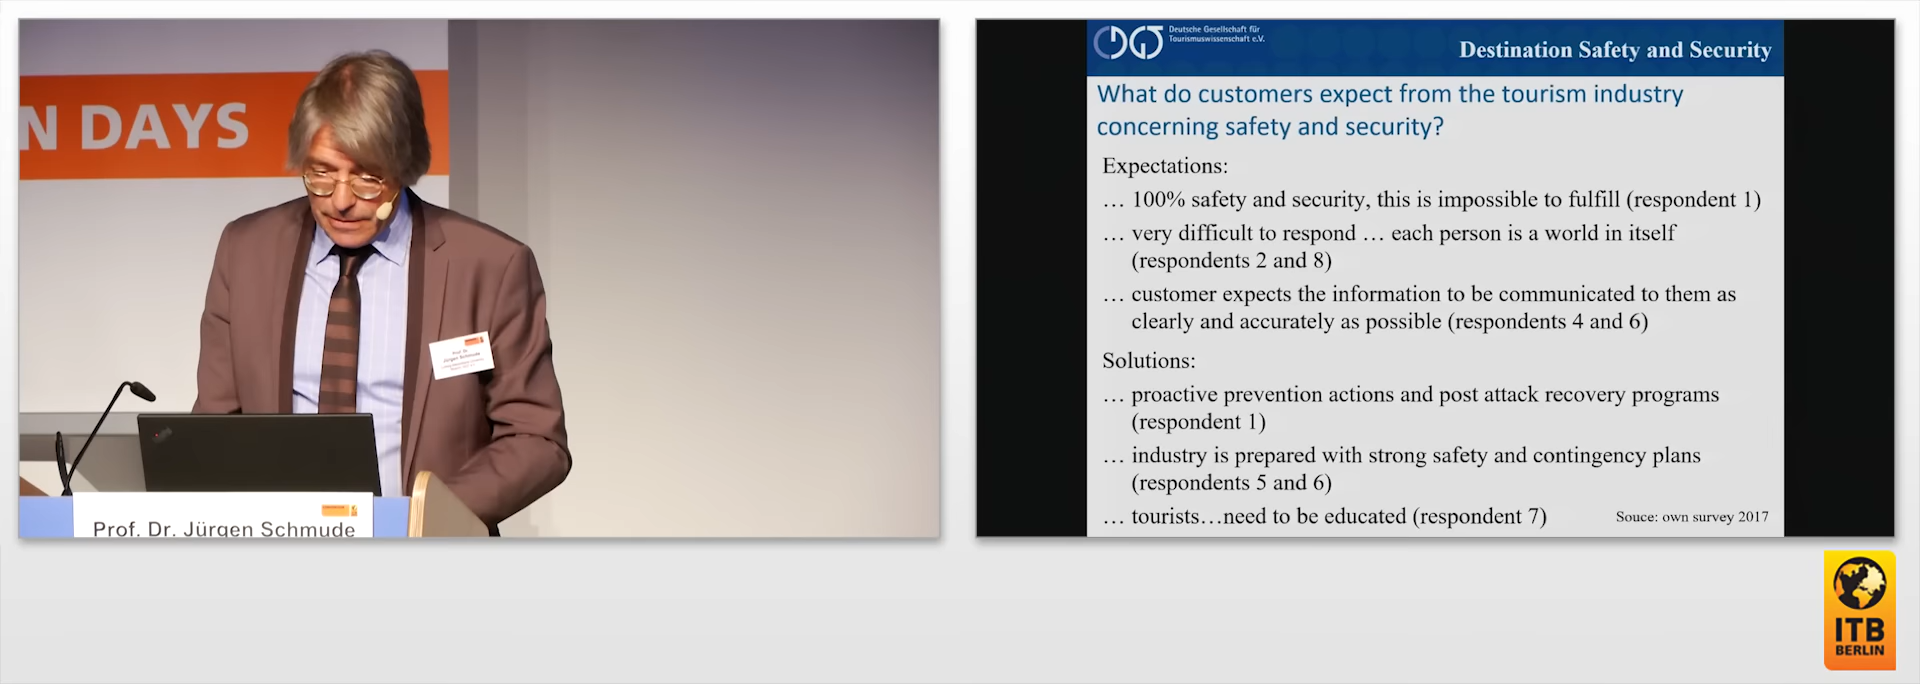 N DAYS
Prof. Dr.
Jürgen Schmude
Prof. Dr. Jürgen Schmude
Deutsche Gesellschaft für
Tourismuswissenschaft e.V.
Destination Safety and Security
What do customers expect from the tourism industry
concerning safety and security?
Expectations:
… 100% safety and security, this is impossible to fulfill (respondent 1)
… very difficult to respond … each person is a world in itself
(respondents 2 and 8)
… customer expects the information to be communicated to them as
clearly and accurately as possible (respondents 4 and 6)
Solutions:
… proactive prevention actions and post attack recovery programs
(respondent 1)
… industry is prepared with strong safety and contingency plans
(respondents 5 and 6)
… tourists…need to be educated (respondent 7)
Souce: own survey 2017
ITB
BERLIN